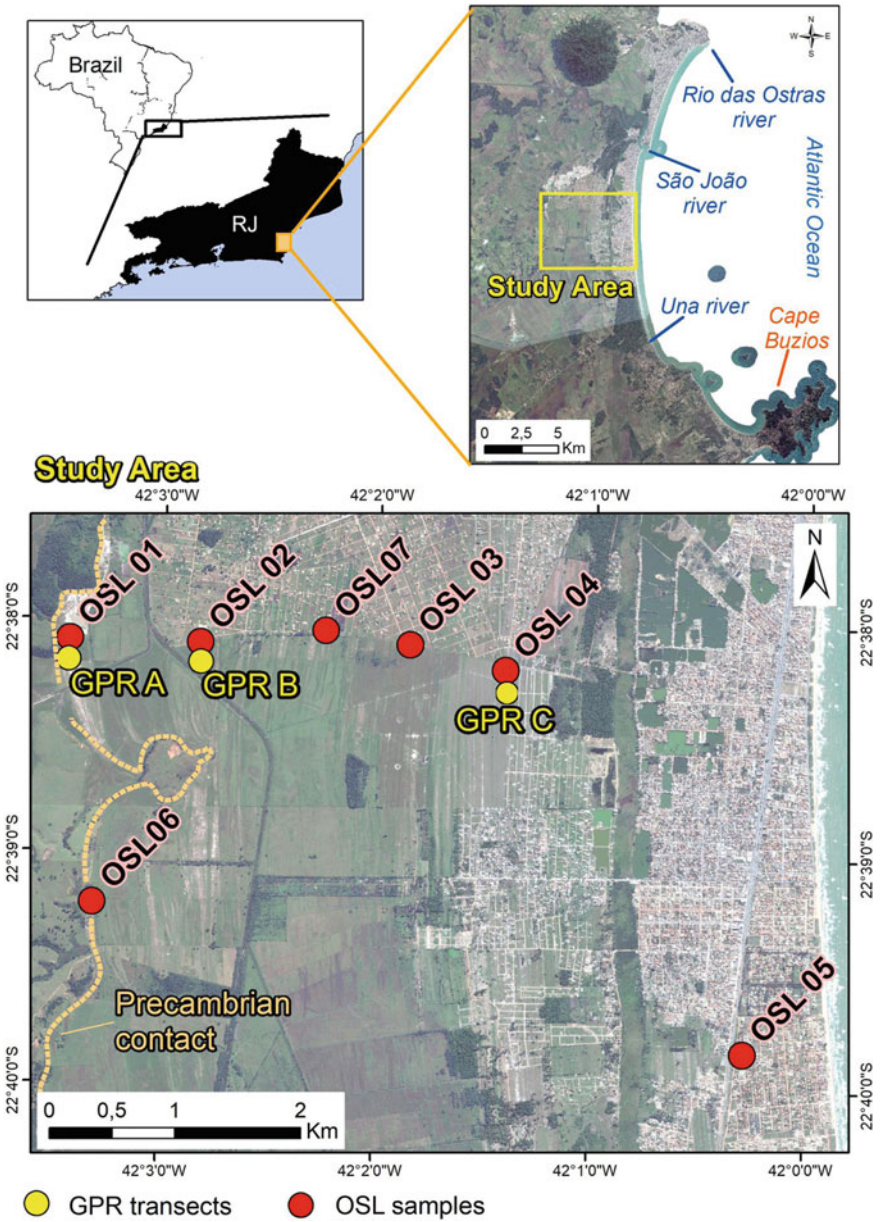 Brazil
RJ
N
W E
S
Rio das Ostras
river
São João
river
Atlantic Ocean
Study Area
Una river
Cape
Buzios
0 2,5 5
Km
Study Area
42°3'0"W 42°2'0"W 42°1'0"W 42°0'0"W
N
22°38'0"S
22°38'0"S
OSL 01
OSL 02
OSL07
OSL 03
OSL 04
GPR A
GPR B
GPR C
22°39'0"S
22°39'0"S
OSL06
OSL 05
Precambrian
contact
22°40'0"S
22°40'0"S
0 0,5 1 2
Km
42°3'0"W 42°2'0"W 42°1'0"W 42°0'0"W
GPR transects OSL samples